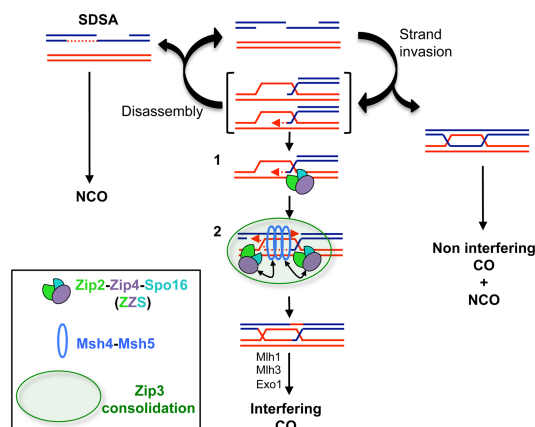 SDSA
Strand
invasion
Disassembly
1
NCO
2
Non interfering
CO
+
NCO
Zip2-Zip4-Spo16
(ZZS)
Msh4-Msh5
Zip3
consolidation
Mlh1
Mlh3
Exo1
Interfering
CO